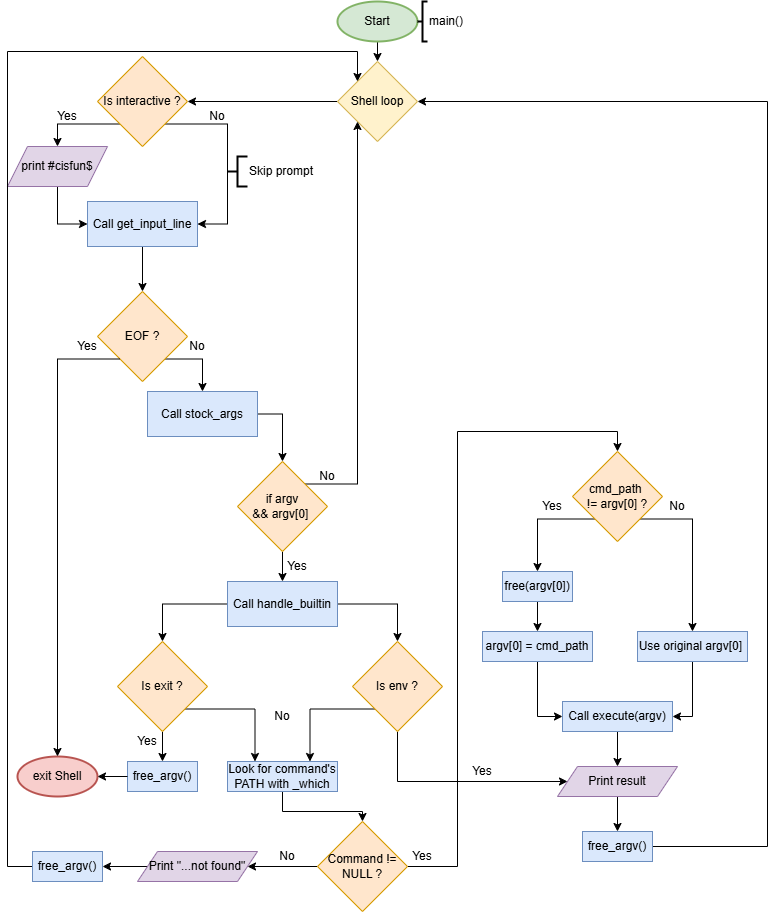 Start
main()
Shell loop
Is interactive ?
Yes
No
print #cisfun$
Skip prompt
Call get_input_line
EOF ?
Yes
No
Call stock_args
if argv
&& argv[0]
No
Yes
Call handle_builtin
Is exit ?
Is env ?
No
Yes
Yes
exit Shell
free_argv()
Look for command's
PATH with _which
Command !=
NULL ?
No
Yes
Print "...not found"
free_argv()
cmd_path
!= argv[0] ?
Yes
No
free(argv[0])
argv[0] = cmd_path
Use original argv[0]
Call execute(argv)
Print result
free_argv()